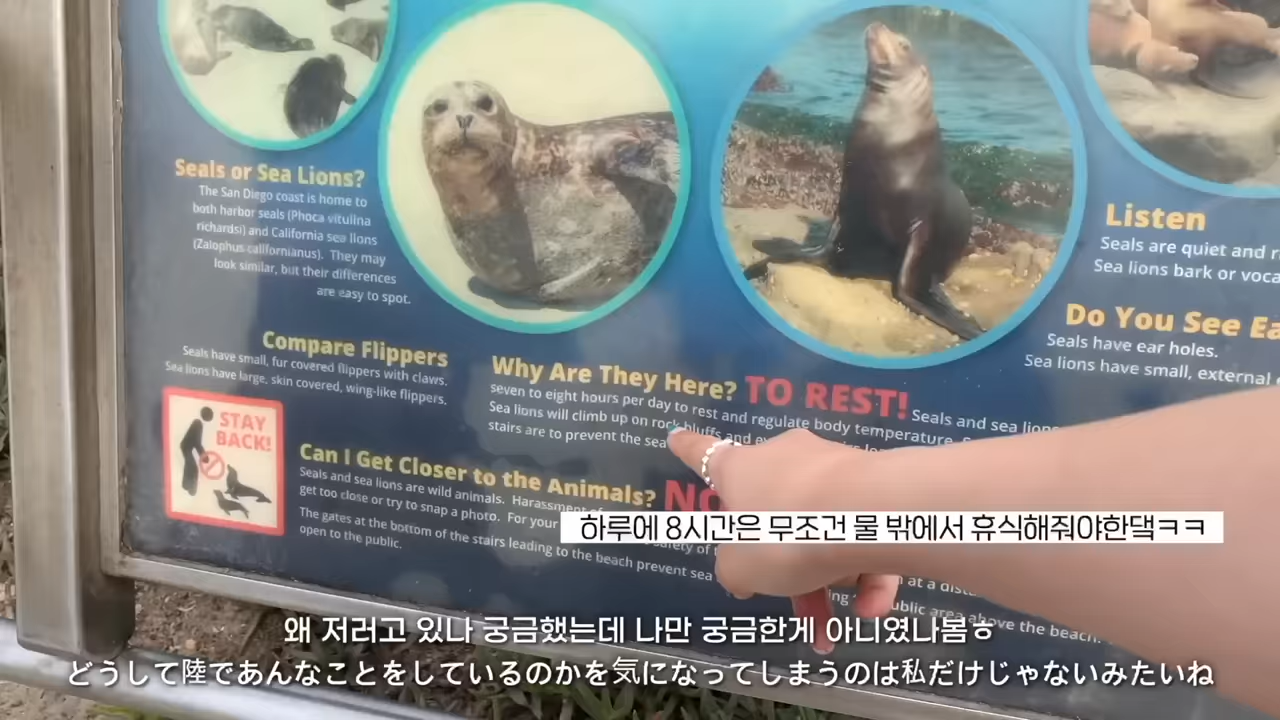 Seals or Sea Lions?
The San Diego coast is home to
both harbor seals (Phoca vitulina
richardsi) and California sea lions
(Zalophus californianus). They may
look similar, but their differences
are easy to spot.
Compare Flippers
Seals have small, fur covered flippers with claws.
Sea lions have large, skin covered, wing-like flippers.
STAY
BACK!
Why Are They Here? TO REST! Seals and sea lions
seven to eight hours per day to rest and regulate body temperature.
Sea lions will climb up on rock bluffs and
stairs are to prevent the sea
Can I Get Closer to the Animals? NO
Seals and sea lions are wild animals. Harassment of
get too close or try to snap a photo. For your
safety of
The gates at the bottom of the stairs leading to the beach prevent sea
open to the public.
at a
public area above the beach.
Listen
Seals are quiet and
Sea lions bark or
Do You See
Seals have ear holes.
Sea lions have small, external
하루에 8시간은 무조건 물 밖에서 휴식해줘야한댘ㅋㅋ
왜 저러고 있나 궁금했는데 나만 궁금한게 아니였나봄ㅎ
どうして陸であんなことをしているのかを気になってしまうのは私だけじゃないみたいね